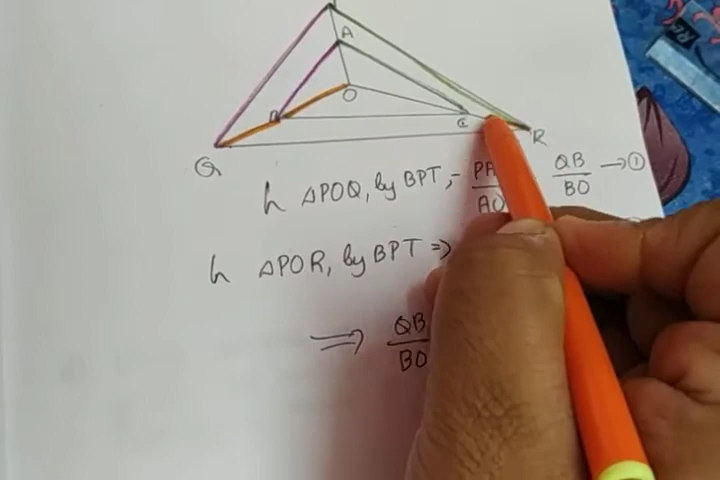 A
O
B
C
R
Q
In ΔPOQ, by BPT,- PA/AO QB/BO → ①
In ΔPOR, by BPT ⇒
⇒ QB/BO